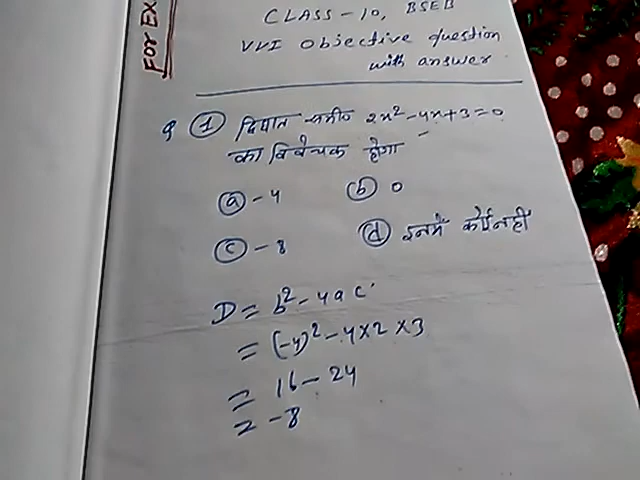 FOR EX
CLASS - 10, BSEB
VVI Objective question
with answer
Q ① द्विघात समी० 2x² - 4x + 3 = 0
का विवेचक होगा -
ⓐ - 4 ⓑ 0
ⓒ - 8 ⓓ इनमें कोई नहीं
D = b² - 4ac
= (-4)² - 4×2×3
= 16 - 24
= -8